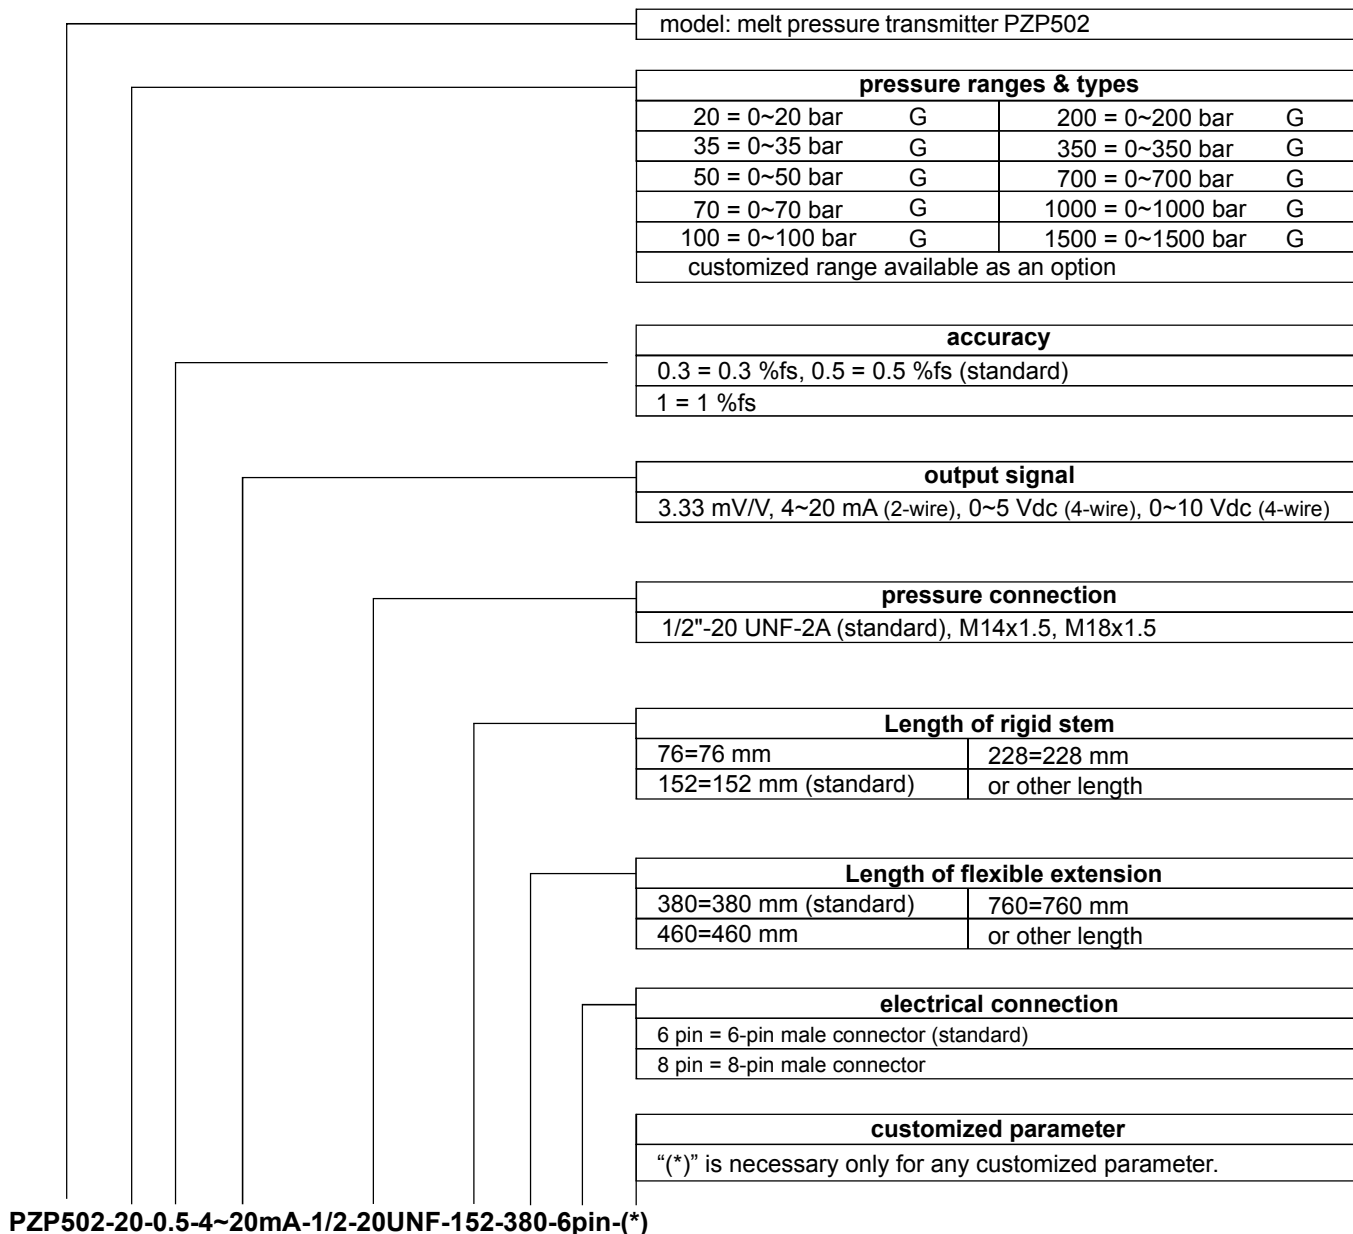 model: melt pressure transmitter PZP502
pressure ranges & types
20 = 0~20 bar G 200 = 0~200 bar G
35 = 0~35 bar G 350 = 0~350 bar G
50 = 0~50 bar G 700 = 0~700 bar G
70 = 0~70 bar G 1000 = 0~1000 bar G
100 = 0~100 bar G 1500 = 0~1500 bar G
customized range available as an option
accuracy
0.3 = 0.3 %fs, 0.5 = 0.5 %fs (standard)
1 = 1 %fs
output signal
3.33 mV/V, 4~20 mA (2-wire), 0~5 Vdc (4-wire), 0~10 Vdc (4-wire)
pressure connection
1/2"-20 UNF-2A (standard), M14x1.5, M18x1.5
Length of rigid stem
76=76 mm 228=228 mm
152=152 mm (standard) or other length
Length of flexible extension
380=380 mm (standard) 760=760 mm
460=460 mm or other length
electrical connection
6 pin = 6-pin male connector (standard)
8 pin = 8-pin male connector
customized parameter
“(*)” is necessary only for any customized parameter.
PZP502-20-0.5-4~20mA-1/2-20UNF-152-380-6pin-(*)